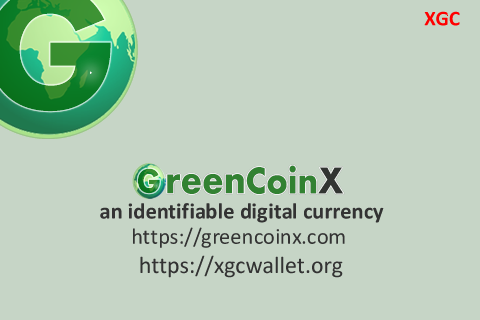 XGC
G
GreenCoinX
an identifiable digital currency
https://greencoinx.com
https://xgcwallet.org